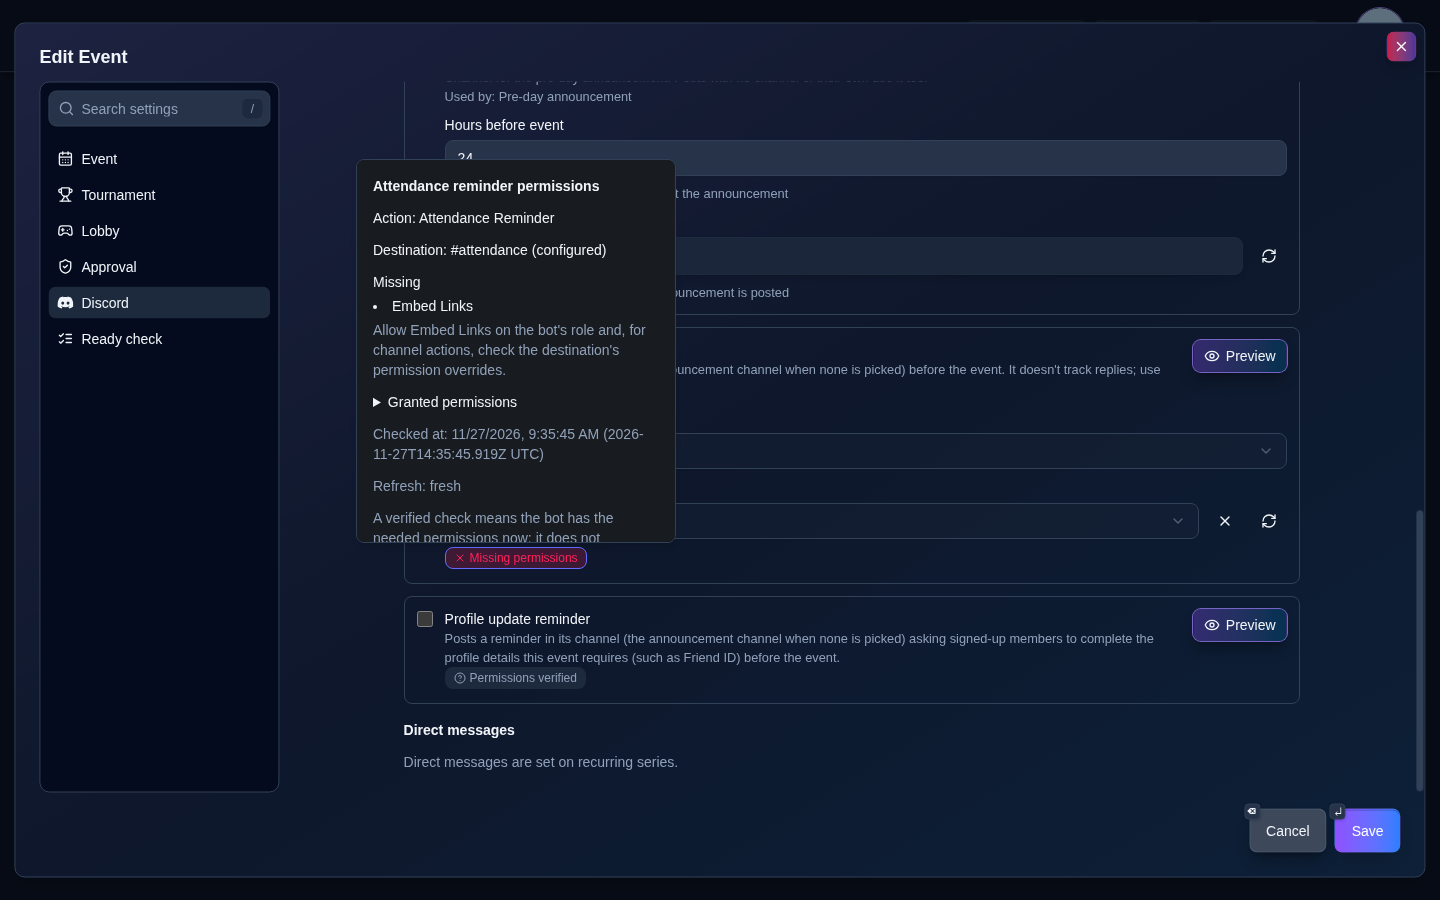 Edit Event
Search settings
/
Event
Tournament
Lobby
Approval
Discord
Ready check
Used by: Pre-day announcement
Hours before event
24
t the announcement
uncement is posted
Attendance reminder permissions
Action: Attendance Reminder
Destination: #attendance (configured)
Missing
• Embed Links
Allow Embed Links on the bot's role and, for
channel actions, check the destination's
permission overrides.
Granted permissions
Checked at: 11/27/2026, 9:35:45 AM (2026-
11-27T14:35:45.919Z UTC)
Refresh: fresh
A verified check means the bot has the
needed permissions now; it does not
Preview
uncement channel when none is picked) before the event. It doesn't track replies; use
Missing permissions
Profile update reminder
Preview
Posts a reminder in its channel (the announcement channel when none is picked) asking signed-up members to complete the
profile details this event requires (such as Friend ID) before the event.
Permissions verified
Direct messages
Direct messages are set on recurring series.
Cancel
Save